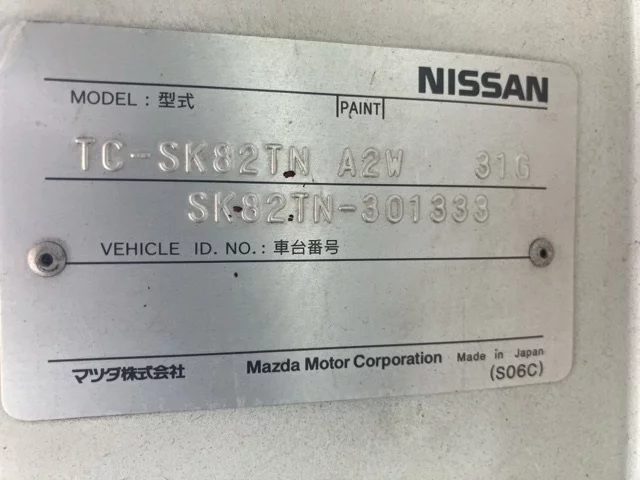 NISSAN
MODEL : 型式 PAINT
TC-SK82TN A2W 31G
SK82TN-301333
VEHICLE ID. NO. : 車台番号
マツダ株式会社 Mazda Motor Corporation Made in Japan
(S06C)